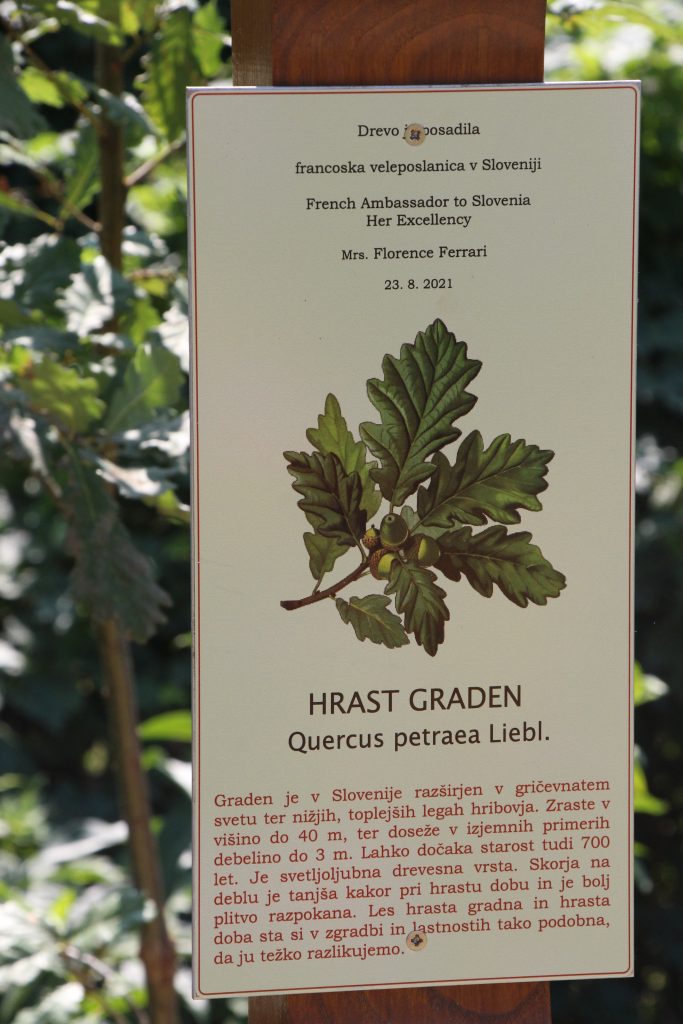 Drevo je posadila
francoska veleposlanica v Sloveniji
French Ambassador to Slovenia
Her Excellency
Mrs. Florence Ferrari
23. 8. 2021
HRAST GRADEN
Quercus petraea Liebl.
Graden je v Slovenije razširjen v gričevnatem
svetu ter nižjih, toplejših legah hribovja. Zraste v
višino do 40 m, ter doseže v izjemnih primerih
debelino do 3 m. Lahko dočaka starost tudi 700
let. Je svetljoljubna drevesna vrsta. Skorja na
deblu je tanjša kakor pri hrastu dobu in je bolj
plitvo razpokana. Les hrasta gradna in hrasta
doba sta si v zgradbi in lastnostih tako podobna,
da ju težko razlikujemo.